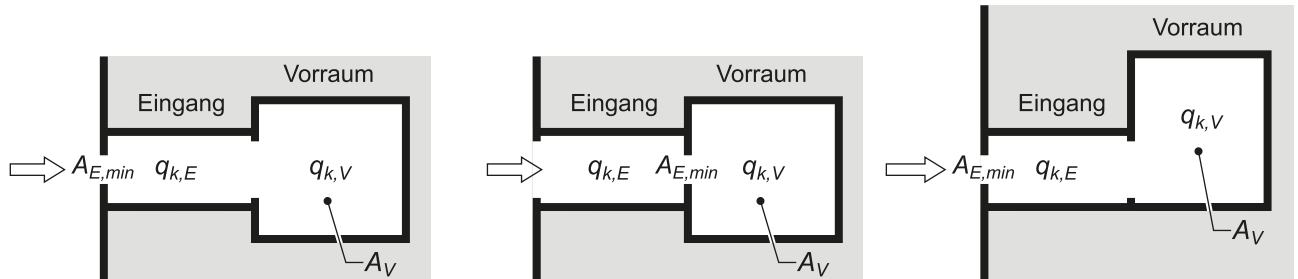 Vorraum
Eingang
A_E,min q_k,E q_k,V
A_V
Vorraum
Eingang
q_k,E A_E,min q_k,V
A_V
Vorraum
Eingang
q_k,V
A_E,min q_k,E
A_V